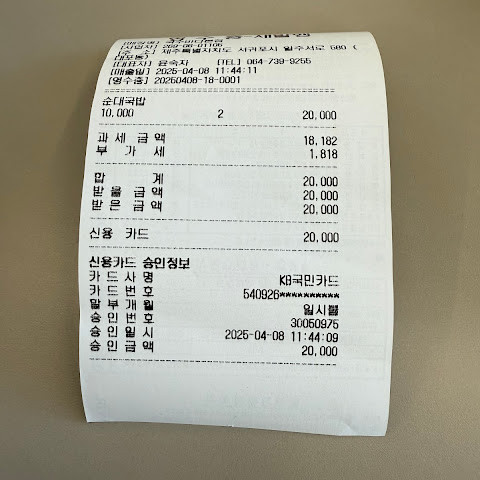 [사업자] 269-06-01106
[주 소] 제주특별자치도 서귀포시 일주서로 580 (
대포동)
[대표자] 윤숙자 [TEL] 064-739-9255
[매출일] 2025-04-08 11:44:11
[영수증] 20250408-18-0001
순대국밥
10,000 2 20,000
과 세 금 액 18,182
부 가 세 1,818
합 계 20,000
받 을 금 액 20,000
받 은 금 액 20,000
신용 카드 20,000
신용카드 승인정보
카 드 사 명 KB국민카드
카 드 번 호 540926**********
할 부 개 월 일시불
승 인 번 호 30050975
승 인 일 시 2025-04-08 11:44:09
승 인 금 액 20,000